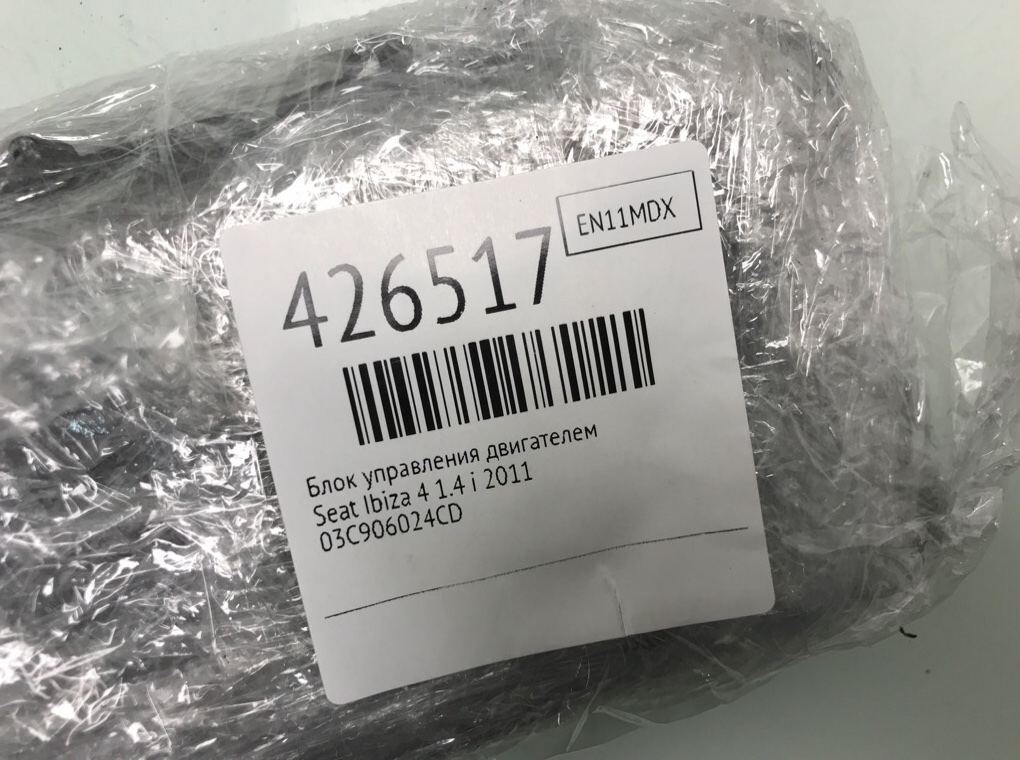 EN11MDX
426517
Блок управления двигателем
Seat Ibiza 4 1.4 i 2011
03C906024CD